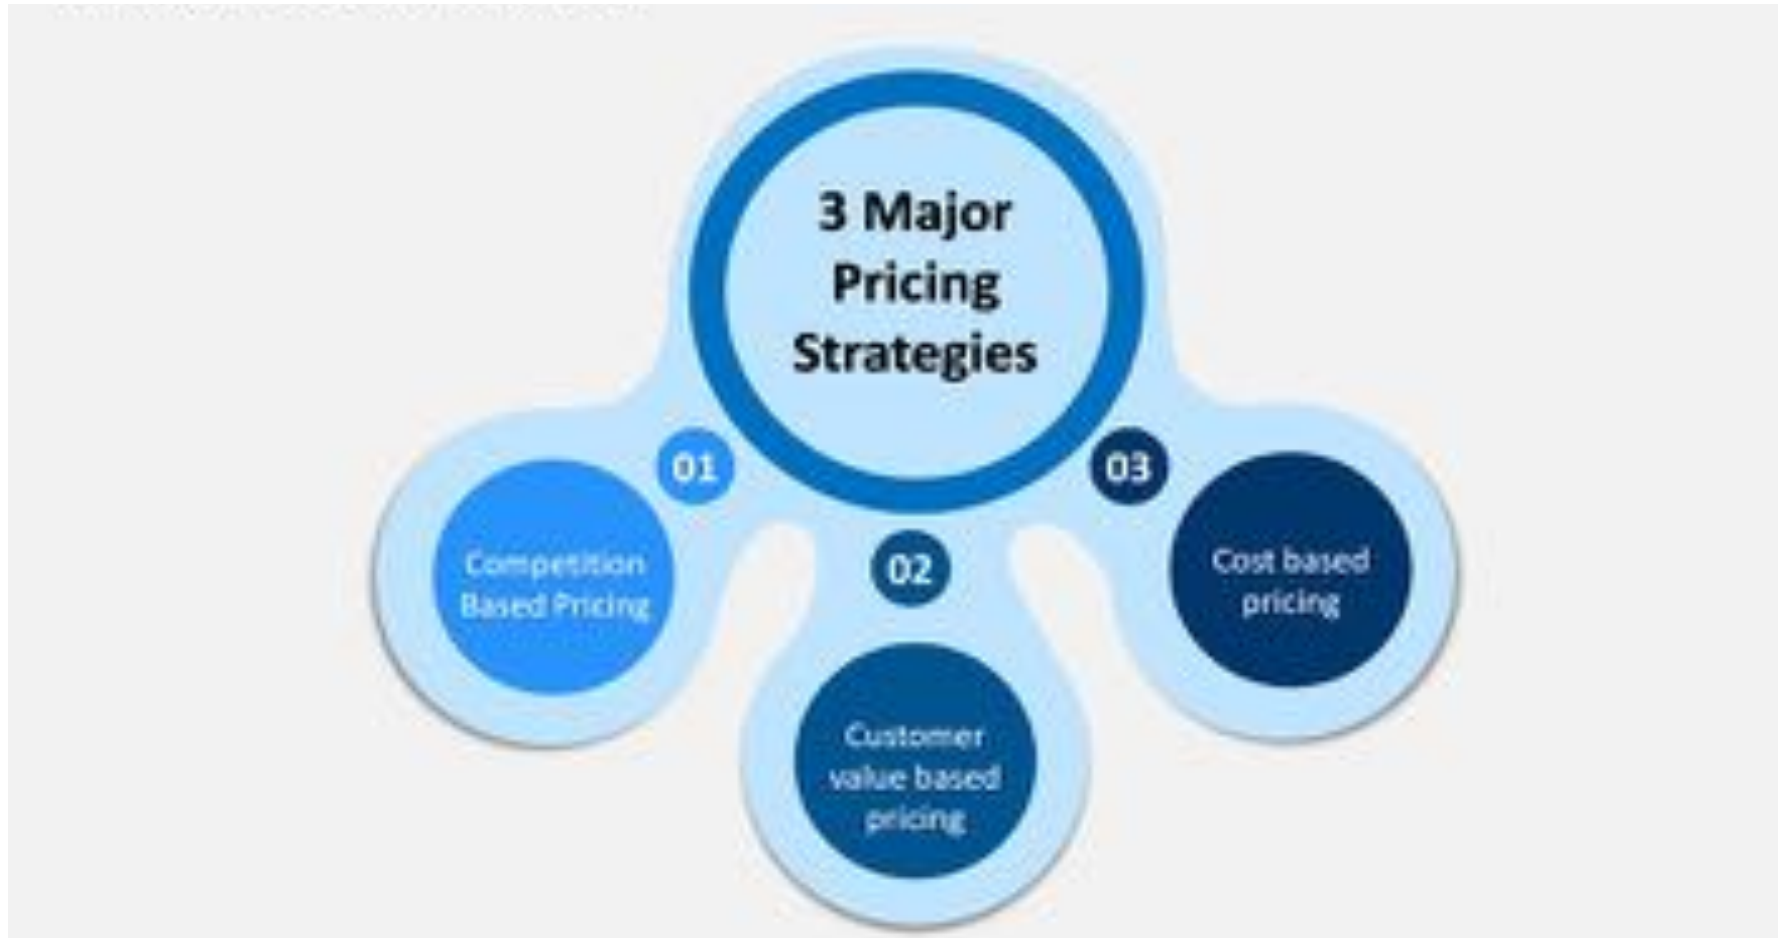 3 Major
Pricing
Strategies
01
Competition
Based Pricing
02
Customer
value based
pricing
03
Cost based
pricing